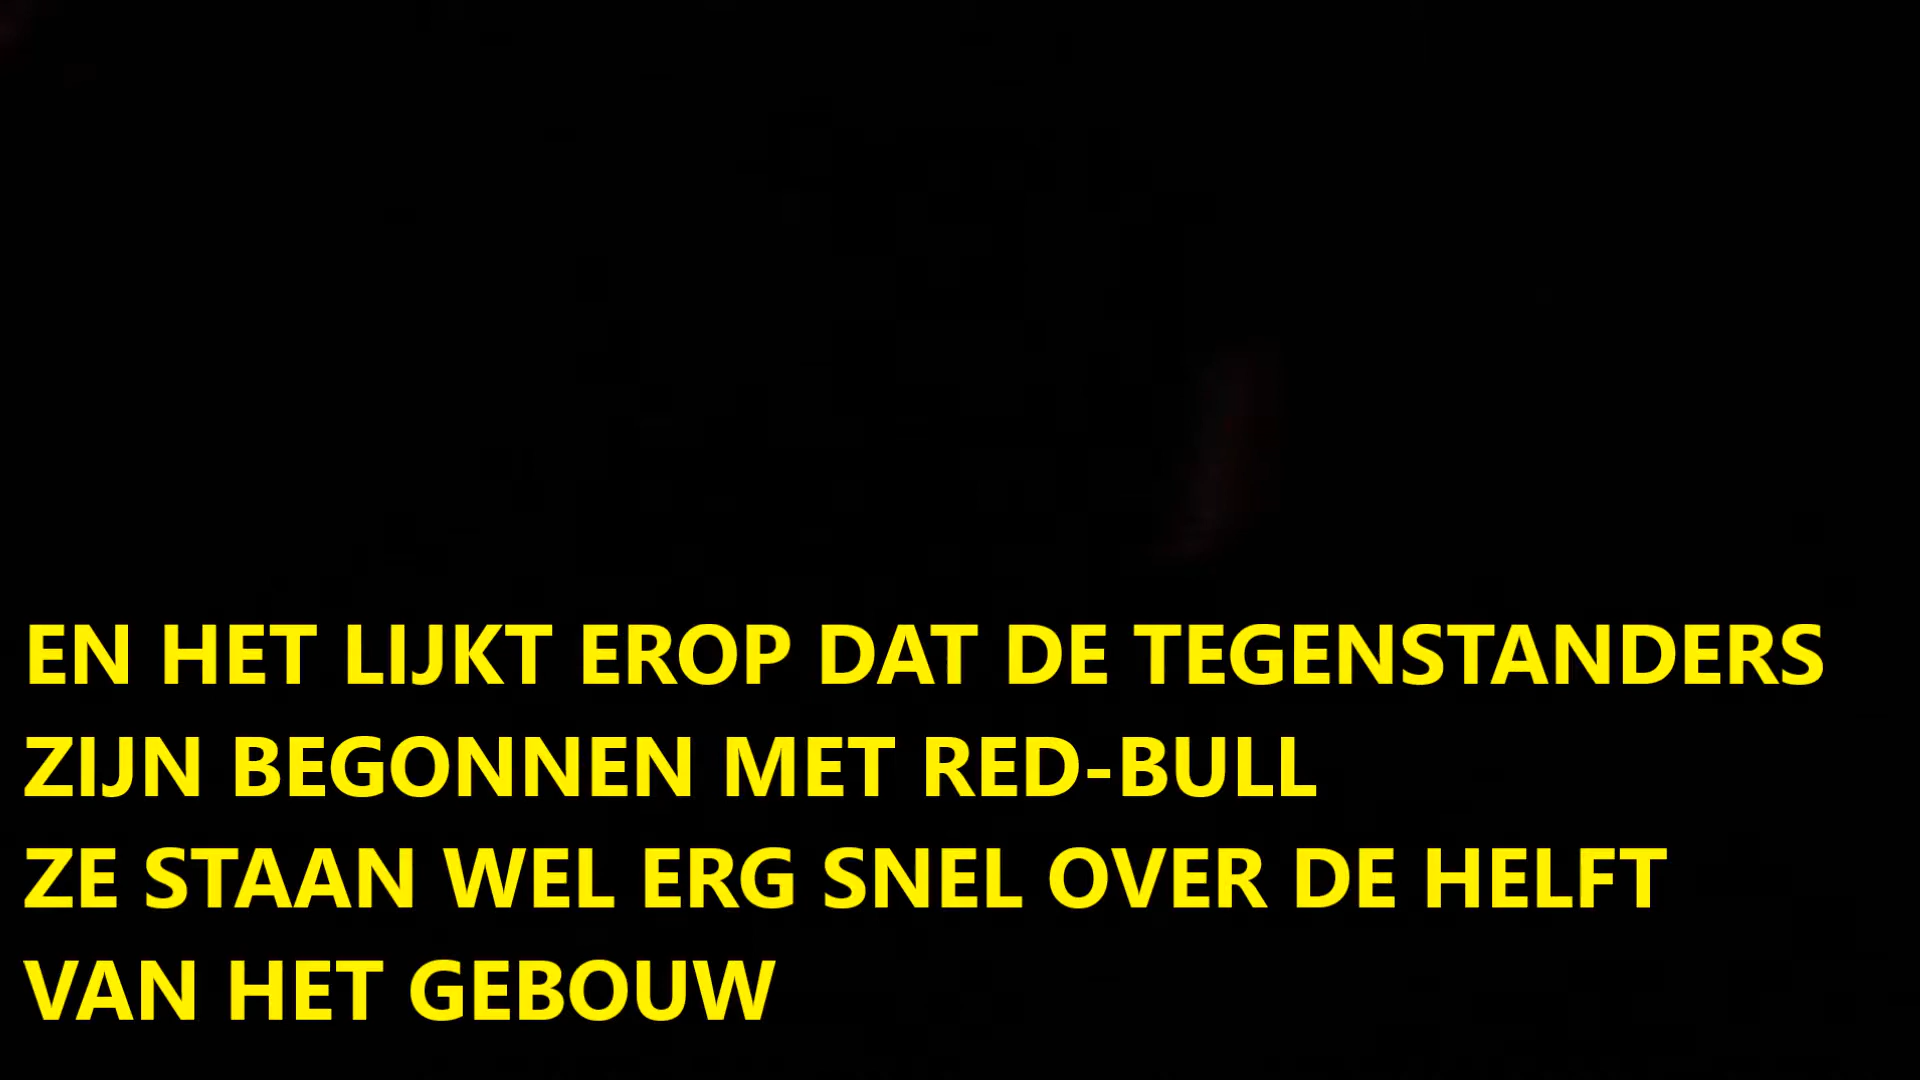 EN HET LIJKT EROP DAT DE TEGENSTANDERS
ZIJN BEGONNEN MET RED-BULL
ZE STAAN WEL ERG SNEL OVER DE HELFT
VAN HET GEBOUW